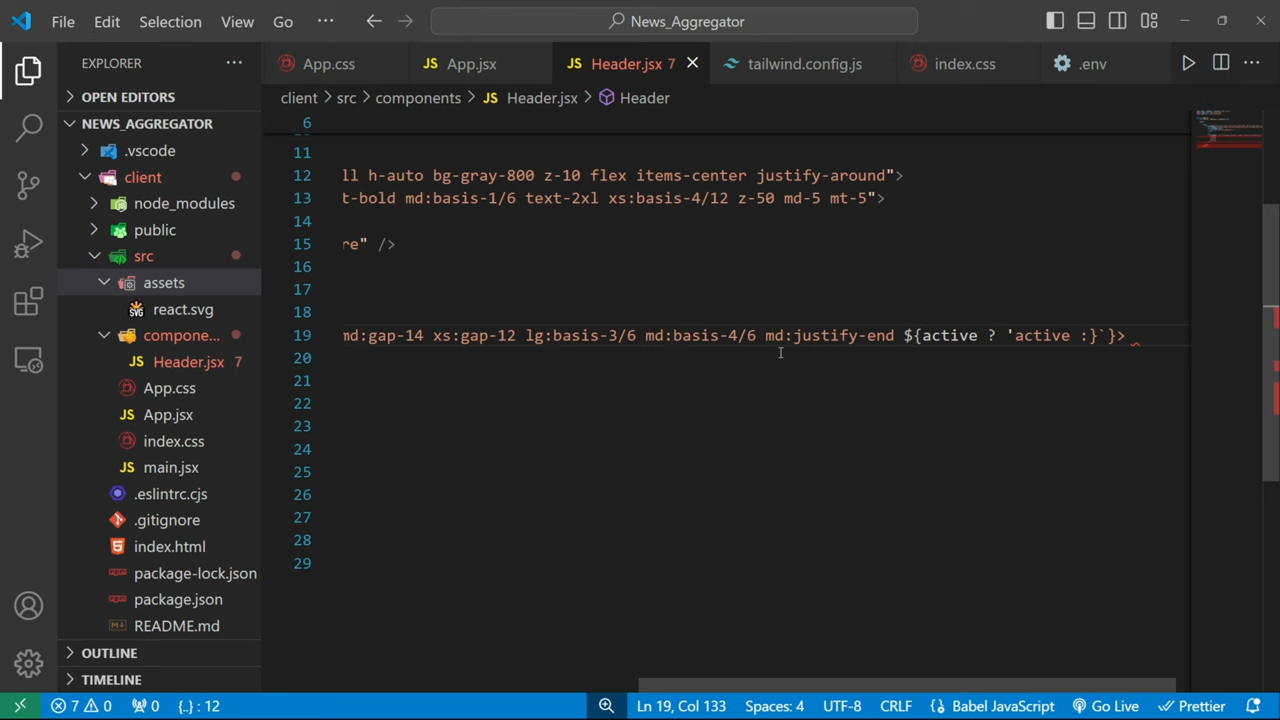 File Edit Selection View Go ··· News_Aggregator
EXPLORER ···
App.css
JS App.jsx
JS Header.jsx 7
tailwind.config.js
index.css
.env
···
OPEN EDITORS
NEWS_AGGREGATOR
.vscode
client
node_modules
public
src
assets
react.svg
compone...
Header.jsx 7
App.css
JS App.jsx
index.css
JS main.jsx
.eslintrc.cjs
.gitignore
index.html
package-lock.json
package.json
README.md
OUTLINE
TIMELINE
client > src > components > JS Header.jsx > Header
6
11
12 ll h-auto bg-gray-800 z-10 flex items-center justify-around">
13 t-bold md:basis-1/6 text-2xl xs:basis-4/12 z-50 md-5 mt-5">
14
15 re" />
16
17
18
19 md:gap-14 xs:gap-12 lg:basis-3/6 md:basis-4/6 md:justify-end ${active ? 'active :}`}>
20
21
22
23
24
25
26
27
28
29
7 0 0 {..} : 12 Ln 19, Col 133 Spaces: 4 UTF-8 CRLF Babel JavaScript Go Live Prettier